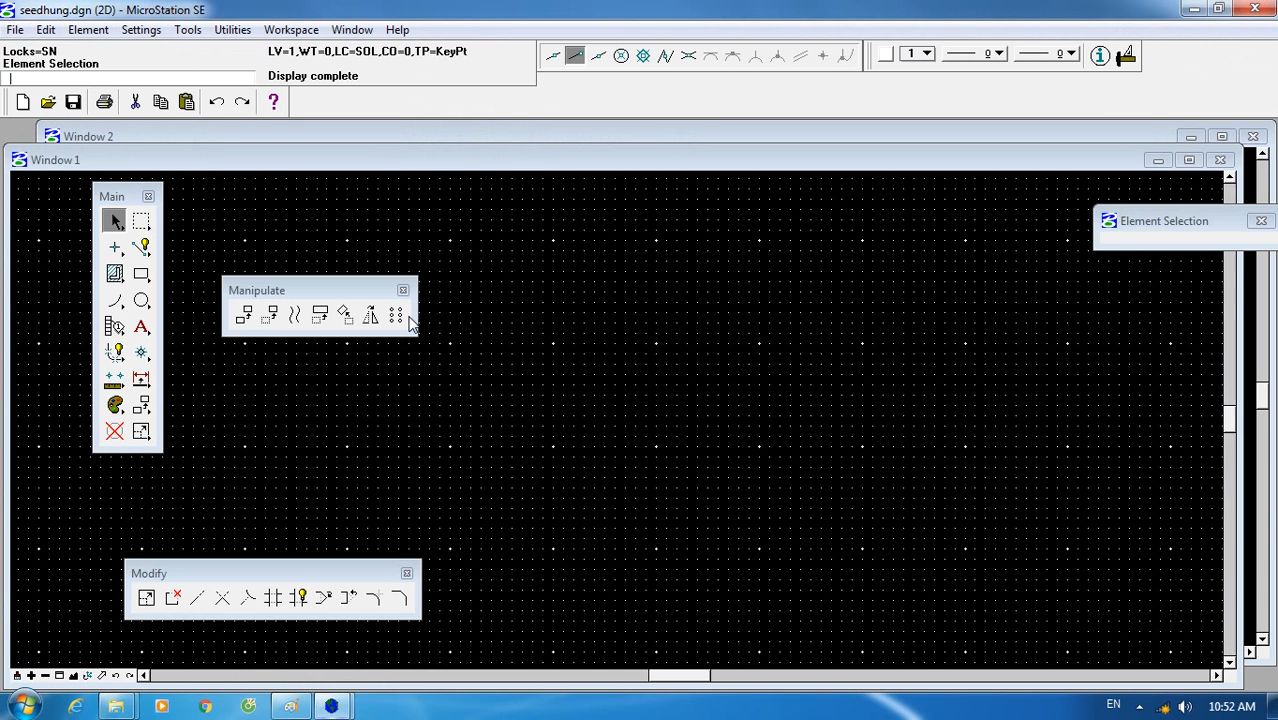 seedhung.dgn (2D) - MicroStation SE
File Edit Element Settings Tools Utilities Workspace Window Help
Locks=SN
LV=1,WT=0,LC=SOL,CO=0,TP=KeyPt
Element Selection
Display complete
1 0 0
Window 2
Window 1
Main
Element Selection
Manipulate
Modify
EN 10:52 AM